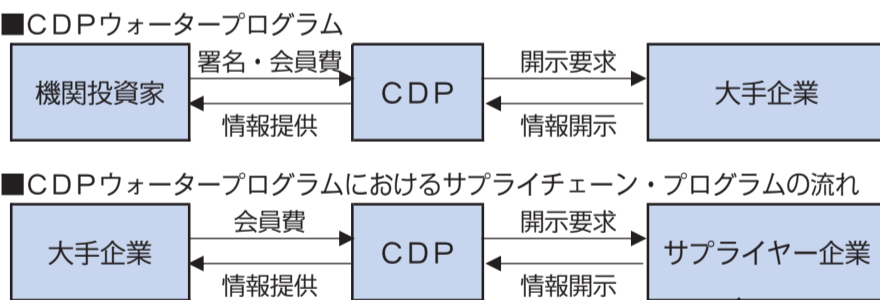 ■ＣＤＰウォータープログラム
署名・会員費
開示要求
機関投資家
ＣＤＰ
大手企業
情報提供
情報開示
■ＣＤＰウォータープログラムにおけるサプライチェーン・プログラムの流れ
会員費
開示要求
大手企業
ＣＤＰ
サプライヤー企業
情報提供
情報開示